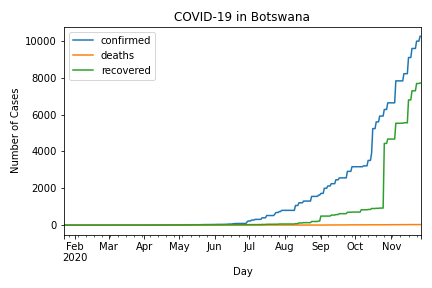 COVID-19 in Botswana
confirmed
deaths
recovered
Number of Cases
10000
8000
6000
4000
2000
0
Feb Mar Apr May Jun Jul Aug Sep Oct Nov
2020
Day